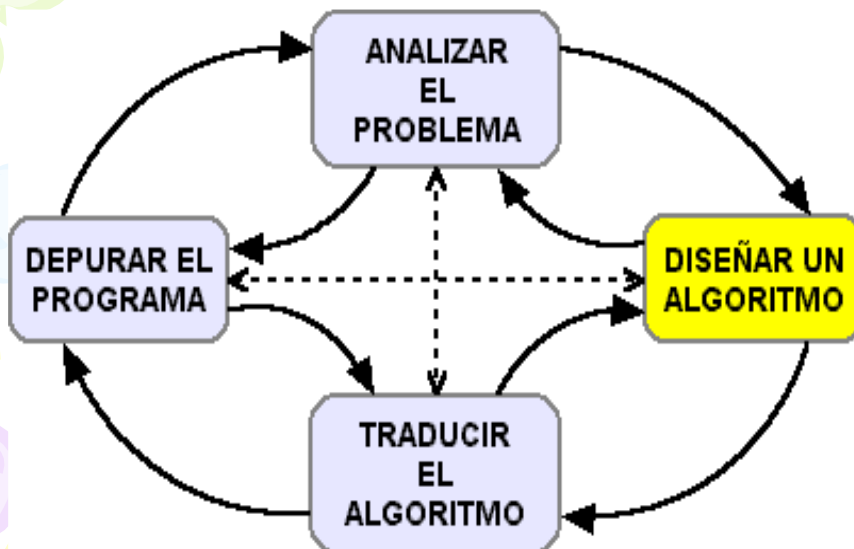 ANALIZAR
EL
PROBLEMA
DEPURAR EL
PROGRAMA
DISEÑAR UN
ALGORITMO
TRADUCIR
EL
ALGORITMO